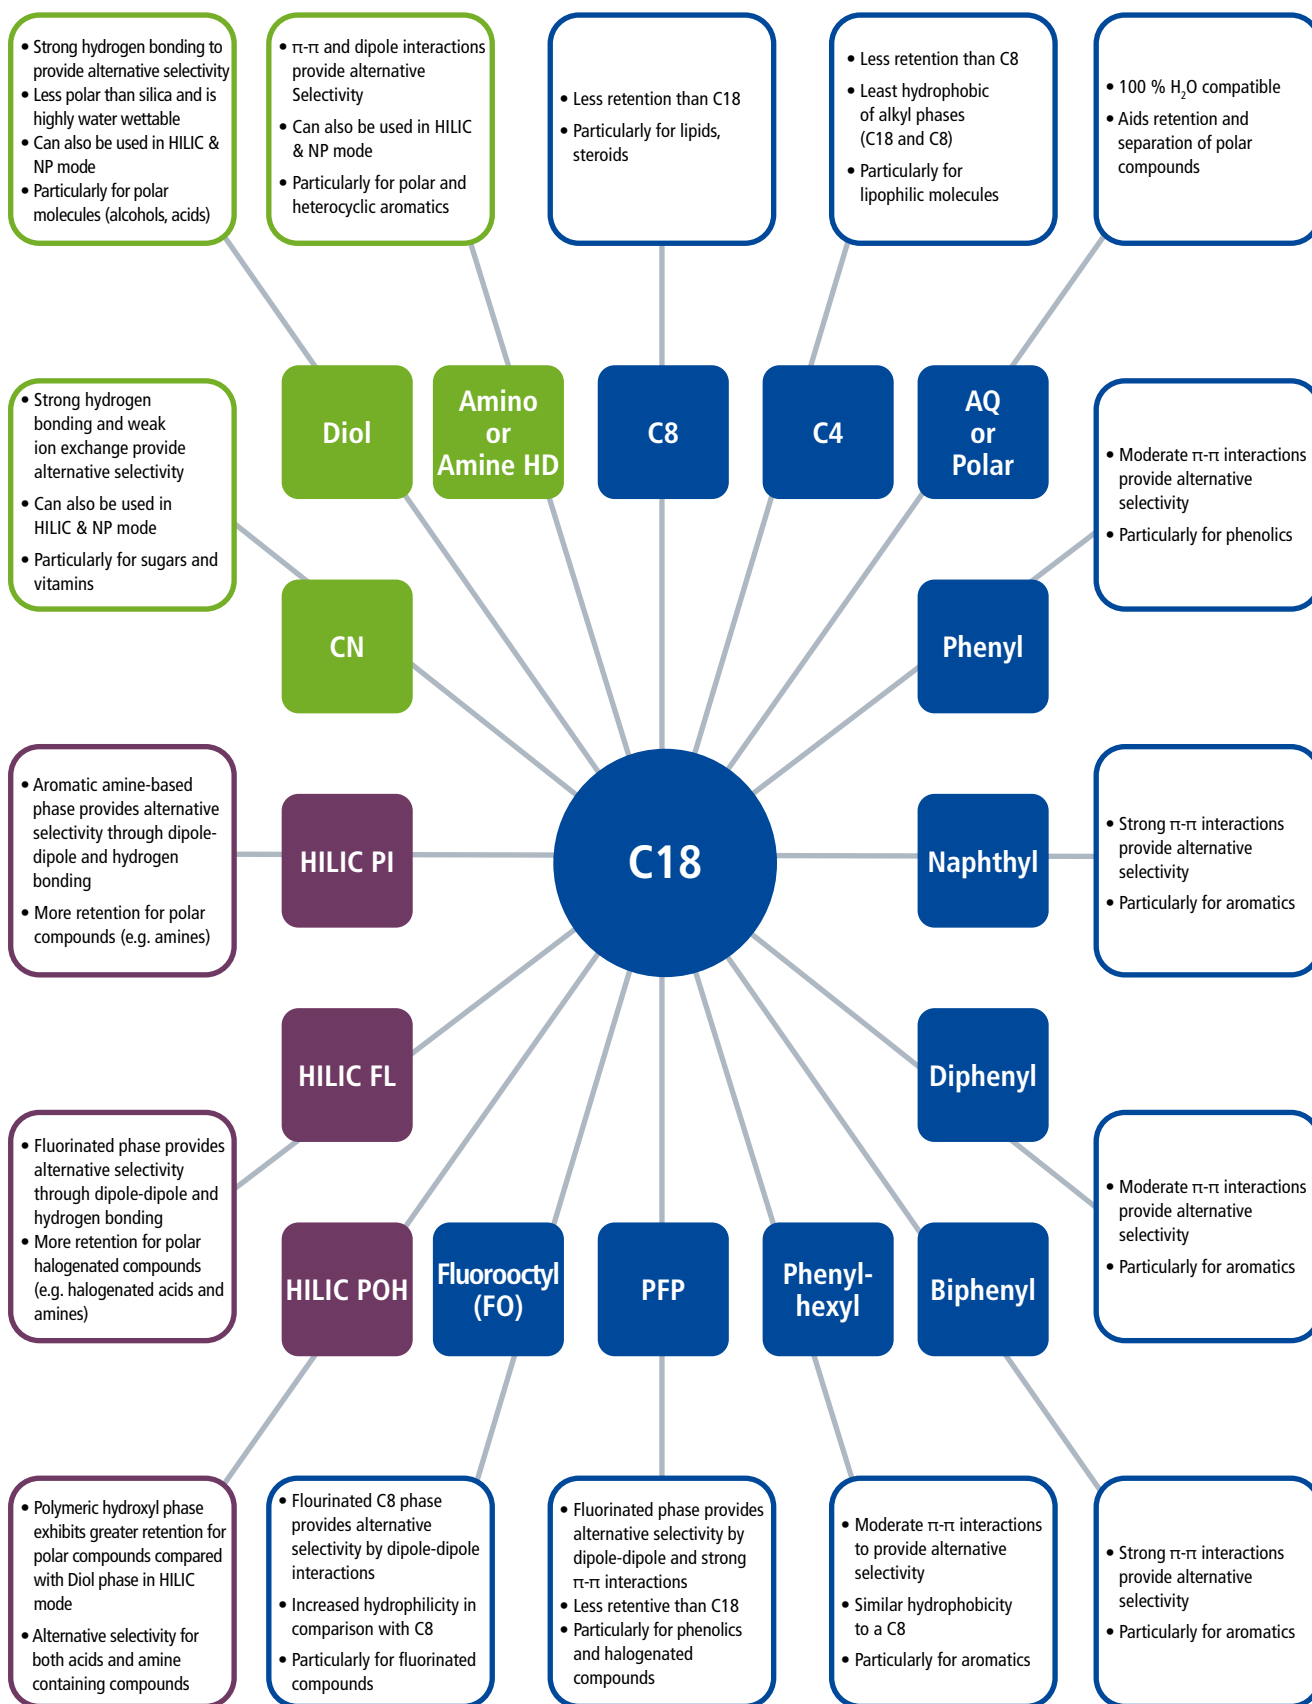 • Strong hydrogen bonding to
provide alternative selectivity
• Less polar than silica and is
highly water wettable
• Can also be used in HILIC &
NP mode
• Particularly for polar
molecules (alcohols, acids)
• π-π and dipole interactions
provide alternative
Selectivity
• Can also be used in HILIC
& NP mode
• Particularly for polar and
heterocyclic aromatics
• Less retention than C18
• Particularly for lipids,
steroids
• Less retention than C8
• Least hydrophobic
of alkyl phases
(C18 and C8)
• Particularly for
lipophilic molecules
• 100 % H₂O compatible
• Aids retention and
separation of polar
compounds
Diol
Amino
or
Amine HD
C8
C4
AQ
or
Polar
• Strong hydrogen
bonding and weak
ion exchange provide
alternative selectivity
• Can also be used in
HILIC & NP mode
• Particularly for sugars and
vitamins
• Moderate π-π interactions
provide alternative
selectivity
• Particularly for phenolics
CN
Phenyl
• Aromatic amine-based
phase provides alternative
selectivity through dipole-
dipole and hydrogen
bonding
• More retention for polar
compounds (e.g. amines)
HILIC PI
C18
Naphthyl
• Strong π-π interactions
provide alternative
selectivity
• Particularly for aromatics
HILIC FL
Diphenyl
• Fluorinated phase provides
alternative selectivity
through dipole-dipole and
hydrogen bonding
• More retention for polar
halogenated compounds
(e.g. halogenated acids and
amines)
• Moderate π-π interactions
provide alternative
selectivity
• Particularly for aromatics
HILIC POH
Fluorooctyl
(FO)
PFP
Phenyl-
hexyl
Biphenyl
• Polymeric hydroxyl phase
exhibits greater retention for
polar compounds compared
with Diol phase in HILIC
mode
• Alternative selectivity for
both acids and amine
containing compounds
• Flourinated C8 phase
provides alternative
selectivity by dipole-dipole
interactions
• Increased hydrophilicity in
comparison with C8
• Particularly for fluorinated
compounds
• Fluorinated phase provides
alternative selectivity by
dipole-dipole and strong
π-π interactions
• Less retentive than C18
• Particularly for phenolics
and halogenated
compounds
• Moderate π-π interactions
to provide alternative
selectivity
• Similar hydrophobicity
to a C8
• Particularly for aromatics
• Strong π-π interactions
provide alternative
selectivity
• Particularly for aromatics